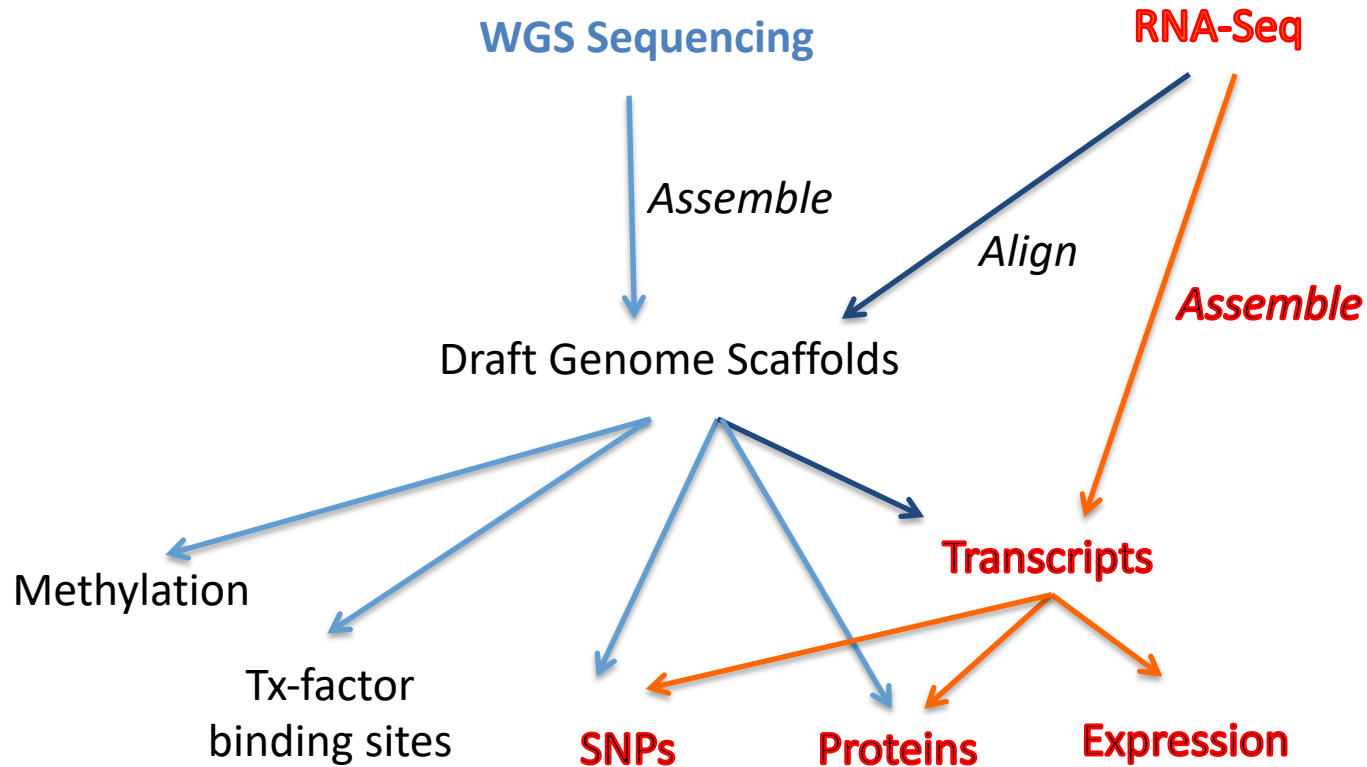 WGS Sequencing
RNA-Seq
Assemble
Align
Assemble
Draft Genome Scaffolds
Transcripts
Methylation
Tx-factor
binding sites
SNPs
Proteins
Expression